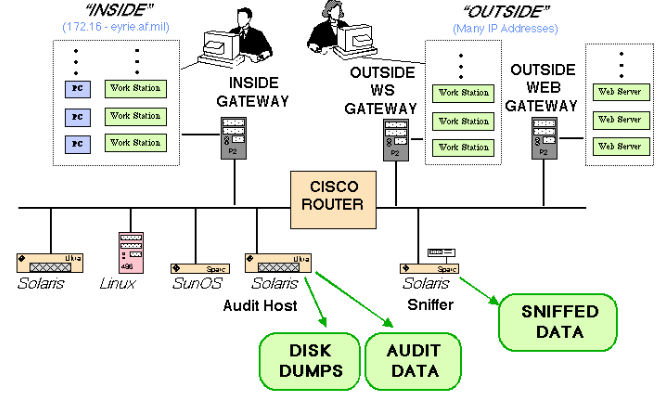 "INSIDE"
(172.16 - eyrie.af.mil)
"OUTSIDE"
(Many IP Addresses)
PC
Work Station
PC
Work Station
PC
Work Station
INSIDE
GATEWAY
P2
OUTSIDE
WS
GATEWAY
P2
Work Station
Work Station
Work Station
OUTSIDE
WEB
GATEWAY
P2
Web Server
Web Server
Web Server
CISCO
ROUTER
Ultra
Solaris
486
Linux
Sparc
SunOS
Ultra
Solaris
Audit Host
Sparc
Solaris
Sniffer
DISK
DUMPS
AUDIT
DATA
SNIFFED
DATA